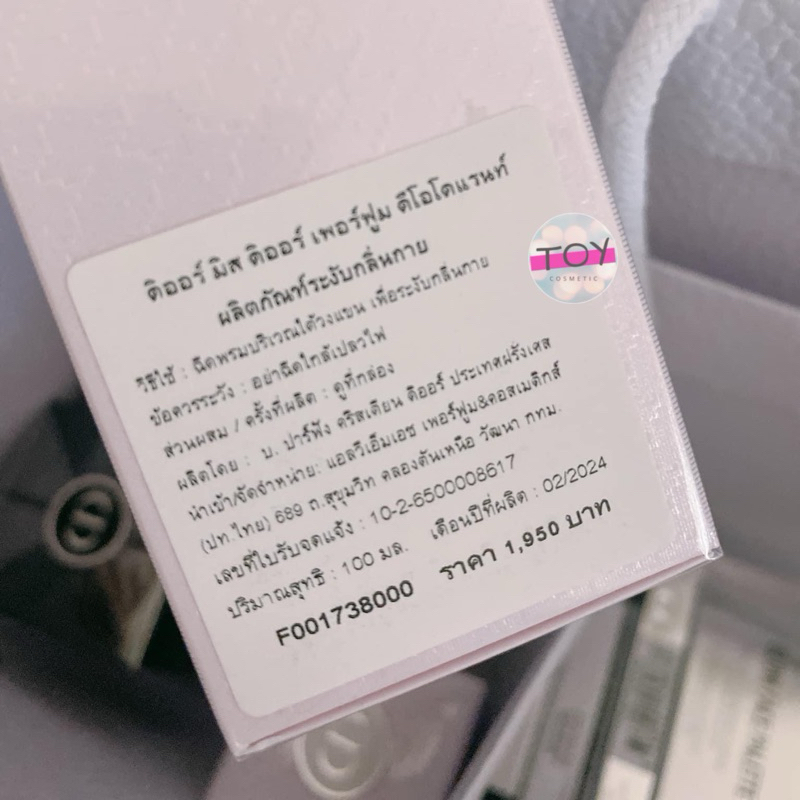 ดิออร์ มิส ดิออร์ เพอร์ฟูม ดีโอโดแรนท์
ผลิตภัณฑ์ระงับกลิ่นกาย
วิธีใช้ : ฉีดพรมบริเวณใต้วงแขน เพื่อระงับกลิ่นกาย
ข้อควรระวัง : อย่าฉีดใกล้เปลวไฟ
ส่วนผสม / ครั้งที่ผลิต : ดูที่กล่อง
ผลิตโดย : บ. ปาร์ฟัง คริสเตียน ดิออร์ ประเทศฝรั่งเศส
นำเข้า/จัดจำหน่าย: แอลวีเอ็มเอช เพอร์ฟูม&คอสเมติกส์
(ปท.ไทย) 689 ถ.สุขุมวิท คลองตันเหนือ วัฒนา กทม.
เลขที่ใบรับจดแจ้ง : 10-2-6500008617
ปริมาณสุทธิ : 100 มล. เดือนปีที่ผลิต : 02/2024
F001738000 ราคา 1,950 บาท
TOY
COSMETIC